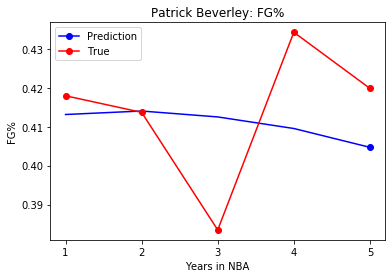 Patrick Beverley: FG%
Prediction
True
0.43
0.42
0.41
0.40
0.39
FG%
1 2 3 4 5
Years in NBA